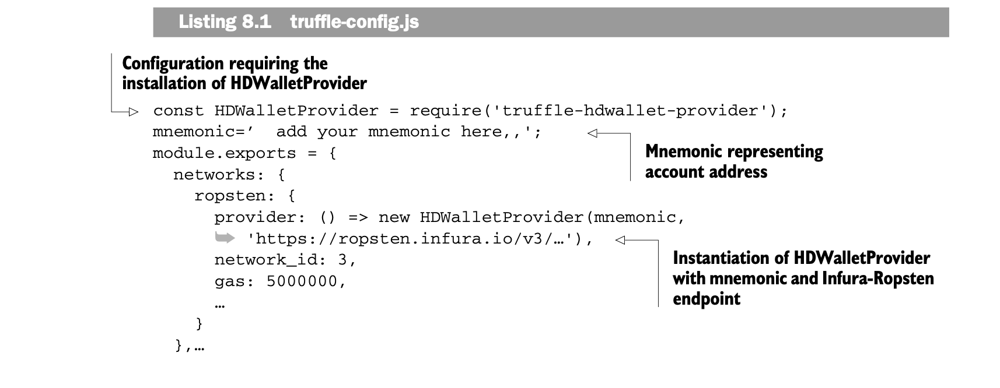 Listing 8.1 truffle-config.js
Configuration requiring the
installation of HDWalletProvider
const HDWalletProvider = require('truffle-hdwallet-provider');
mnemonic=’  add your mnemonic here,,';
Mnemonic representing
account address
module.exports = {
networks: {
ropsten: {
provider: () => new HDWalletProvider(mnemonic,
'https://ropsten.infura.io/v3/…'),
Instantiation of HDWalletProvider
with mnemonic and Infura-Ropsten
endpoint
network_id: 3,
gas: 5000000,
…
}
},…